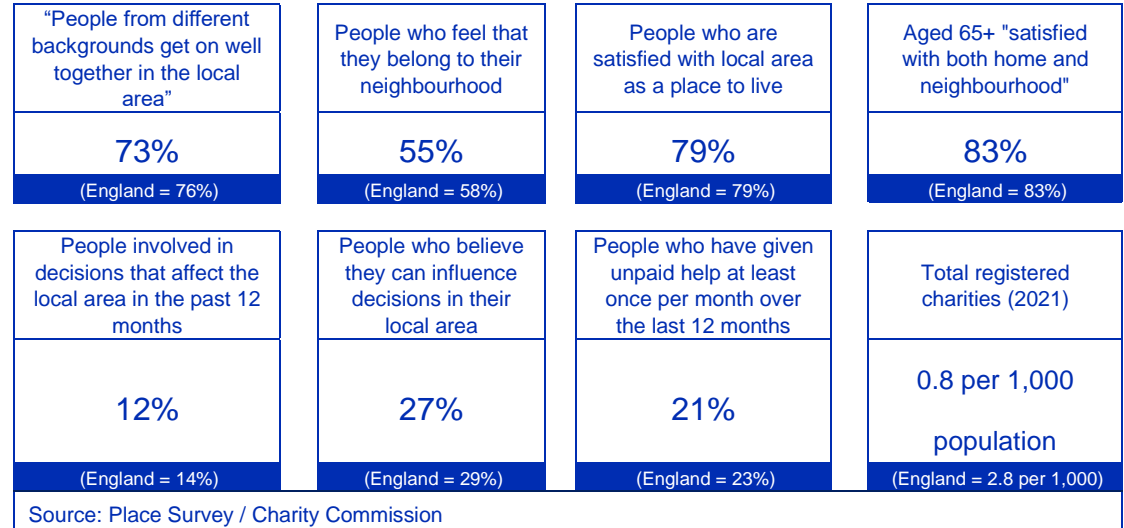 “People from different
backgrounds get on well
together in the local
area”
73%
(England = 76%)
People who feel that
they belong to their
neighbourhood
55%
(England = 58%)
People who are
satisfied with local area
as a place to live
79%
(England = 79%)
Aged 65+ "satisfied
with both home and
neighbourhood"
83%
(England = 83%)
People involved in
decisions that affect the
local area in the past 12
months
12%
(England = 14%)
People who believe
they can influence
decisions in their
local area
27%
(England = 29%)
People who have given
unpaid help at least
once per month over
the last 12 months
21%
(England = 23%)
Total registered
charities (2021)
0.8 per 1,000
population
(England = 2.8 per 1,000)
Source: Place Survey / Charity Commission